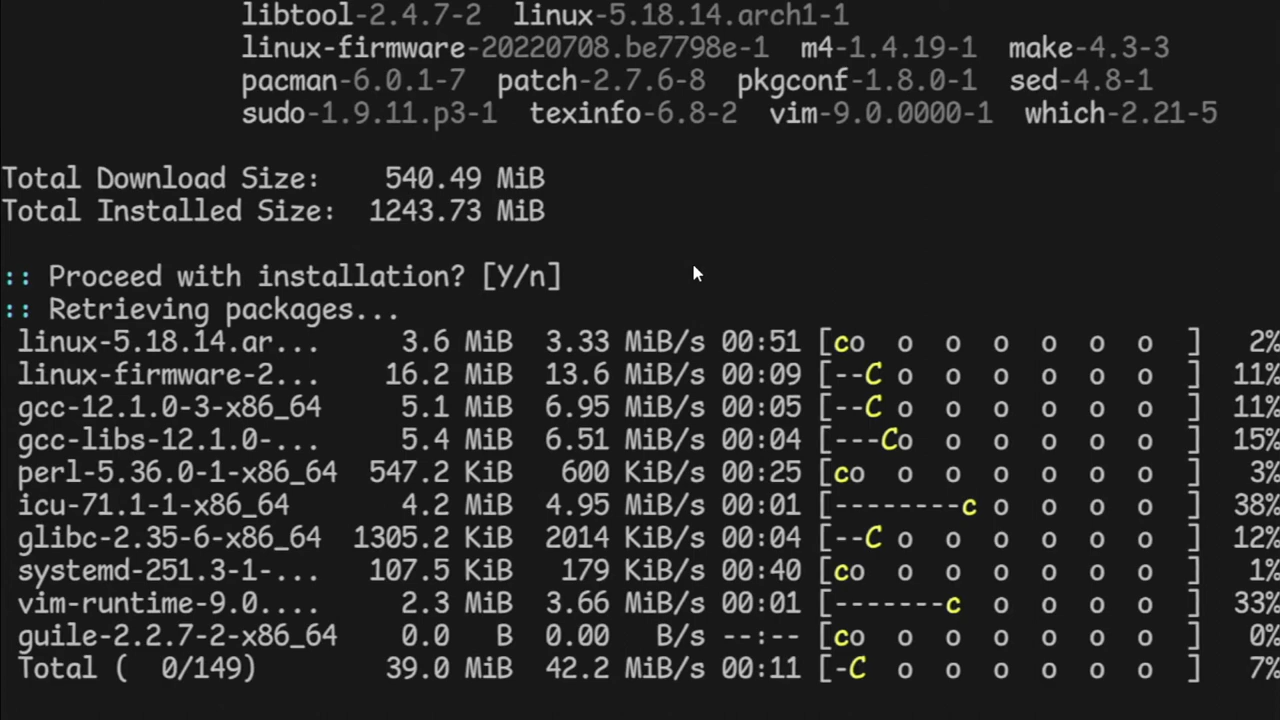 libtool-2.4.7-2  linux-5.18.14.arch1-1
linux-firmware-20220708.be7798e-1  m4-1.4.19-1  make-4.3-3
pacman-6.0.1-7  patch-2.7.6-8  pkgconf-1.8.0-1  sed-4.8-1
sudo-1.9.11.p3-1  texinfo-6.8-2  vim-9.0.0000-1  which-2.21-5
Total Download Size:    540.49 MiB
Total Installed Size:  1243.73 MiB
:: Proceed with installation? [Y/n]
:: Retrieving packages...
linux-5.18.14.ar...     3.6 MiB  3.33 MiB/s 00:51 [co  o  o  o  o  o  o  ]   2%
linux-firmware-2...    16.2 MiB  13.6 MiB/s 00:09 [--C o  o  o  o  o  o  ]  11%
gcc-12.1.0-3-x86_64     5.1 MiB  6.95 MiB/s 00:05 [--C o  o  o  o  o  o  ]  11%
gcc-libs-12.1.0-...     5.4 MiB  6.51 MiB/s 00:04 [---Co  o  o  o  o  o  ]  15%
perl-5.36.0-1-x86_64  547.2 KiB   600 KiB/s 00:25 [co  o  o  o  o  o  o  ]   3%
icu-71.1-1-x86_64       4.2 MiB  4.95 MiB/s 00:01 [--------c o  o  o  o  ]  38%
glibc-2.35-6-x86_64  1305.2 KiB  2014 KiB/s 00:04 [--C o  o  o  o  o  o  ]  12%
systemd-251.3-1-...   107.5 KiB   179 KiB/s 00:40 [co  o  o  o  o  o  o  ]   1%
vim-runtime-9.0....     2.3 MiB  3.66 MiB/s 00:01 [-------c  o  o  o  o  ]  33%
guile-2.2.7-2-x86_64    0.0   B  0.00   B/s --:-- [co  o  o  o  o  o  o  ]   0%
Total (  0/149)        39.0 MiB  42.2 MiB/s 00:11 [-C  o  o  o  o  o  o  ]   7%